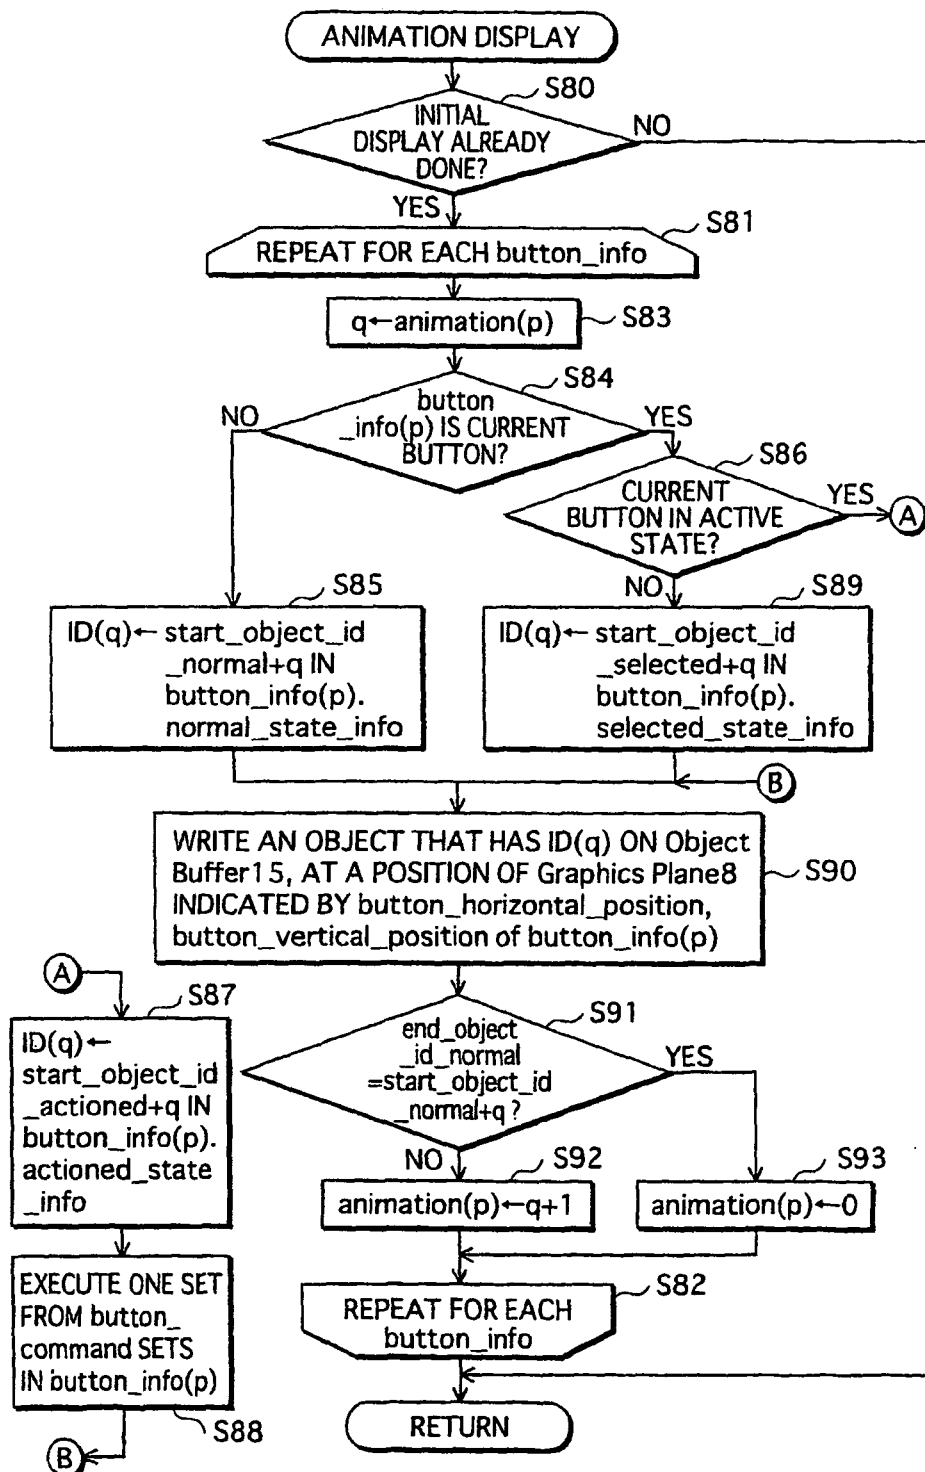 ANIMATION DISPLAY
S80
INITIAL
DISPLAY ALREADY
DONE?
NO
YES
S81
REPEAT FOR EACH button_info
q←animation(p)
S83
S84
button
_info(p) IS CURRENT
BUTTON?
NO
YES
S86
CURRENT
BUTTON IN ACTIVE
STATE?
YES
A
NO
S85
ID(q)← start_object_id
_normal+q IN
button_info(p).
normal_state_info
S89
ID(q)← start_object_id
_selected+q IN
button_info(p).
selected_state_info
B
WRITE AN OBJECT THAT HAS ID(q) ON Object
Buffer15, AT A POSITION OF Graphics Plane8
INDICATED BY button_horizontal_position,
button_vertical_position of button_info(p)
S90
A
S87
ID(q)←
start_object_id
_actioned+q IN
button_info(p).
actioned_state
_info
EXECUTE ONE SET
FROM button_
command SETS
IN button_info(p)
S88
B
S91
end_object
_id_normal
=start_object_id
_normal+q ?
YES
NO
S92
animation(p)←q+1
S93
animation(p)←0
S82
REPEAT FOR EACH
button_info
RETURN